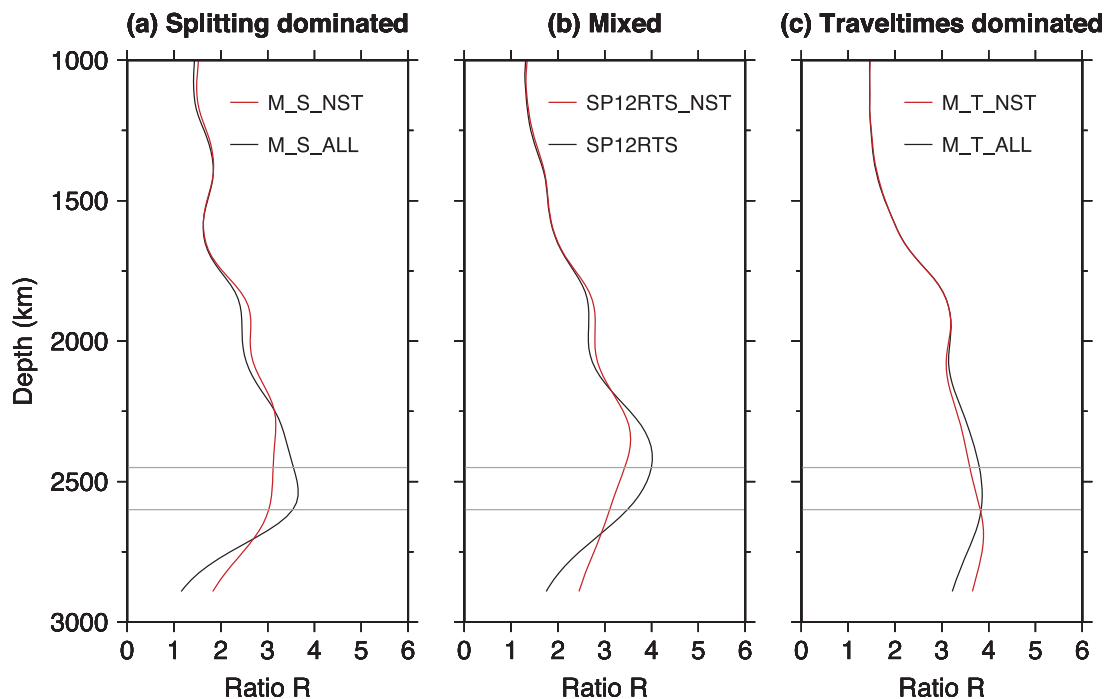 (a) Splitting dominated
(b) Mixed
(c) Traveltimes dominated
1000
1500
2000
2500
3000
Depth (km)
M_S_NST
M_S_ALL
SP12RTS_NST
SP12RTS
M_T_NST
M_T_ALL
0 1 2 3 4 5 6
0 1 2 3 4 5 6
0 1 2 3 4 5 6
Ratio R
Ratio R
Ratio R